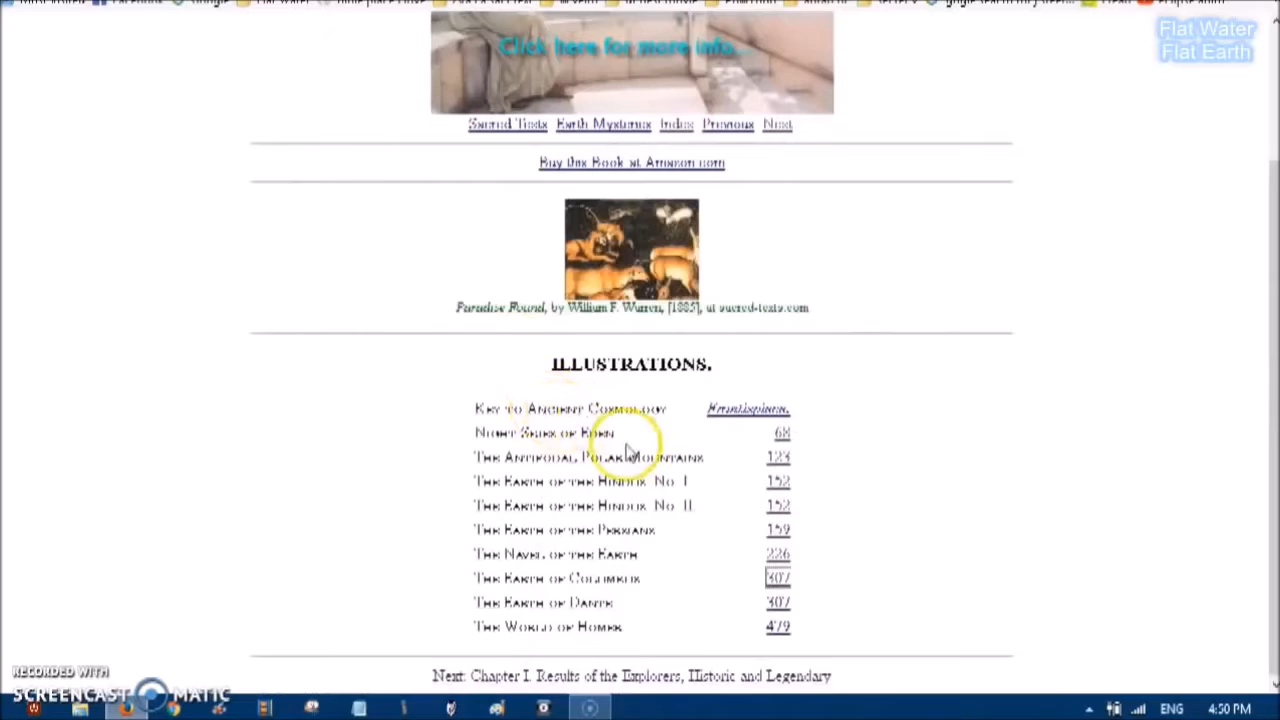 Flat Water
Flat Earth
Click here for more info...
Sacred Texts Earth Mysteries Index Previous Next
Buy this Book at Amazon.com
Paradise Found, by William F. Warren, [1885], at sacred-texts.com
ILLUSTRATIONS.
Key to Ancient Cosmology Frontispiece.
Night Skies of Eden 68
The Antipodal Polar Mountains 123
The Earth of the Hindus. No. I. 152
The Earth of the Hindus. No. II. 152
The Earth of the Persians 159
The Navel of the Earth 226
The Earth of Columbus 307
The Earth of Dante 307
The World of Homer 479
Next: Chapter I. Results of the Explorers, Historic and Legendary
RECORDED WITH
SCREENCAST MATIC
ENG 4:50 PM